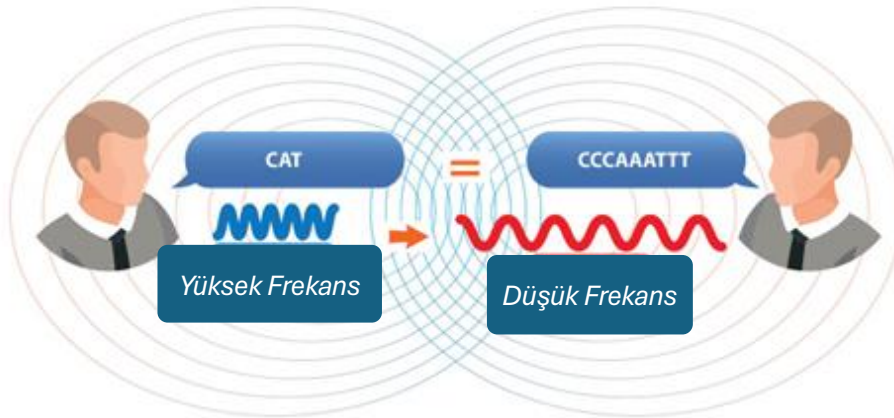 CAT
=
CCCAAATTT
Yüksek Frekans
Düşük Frekans